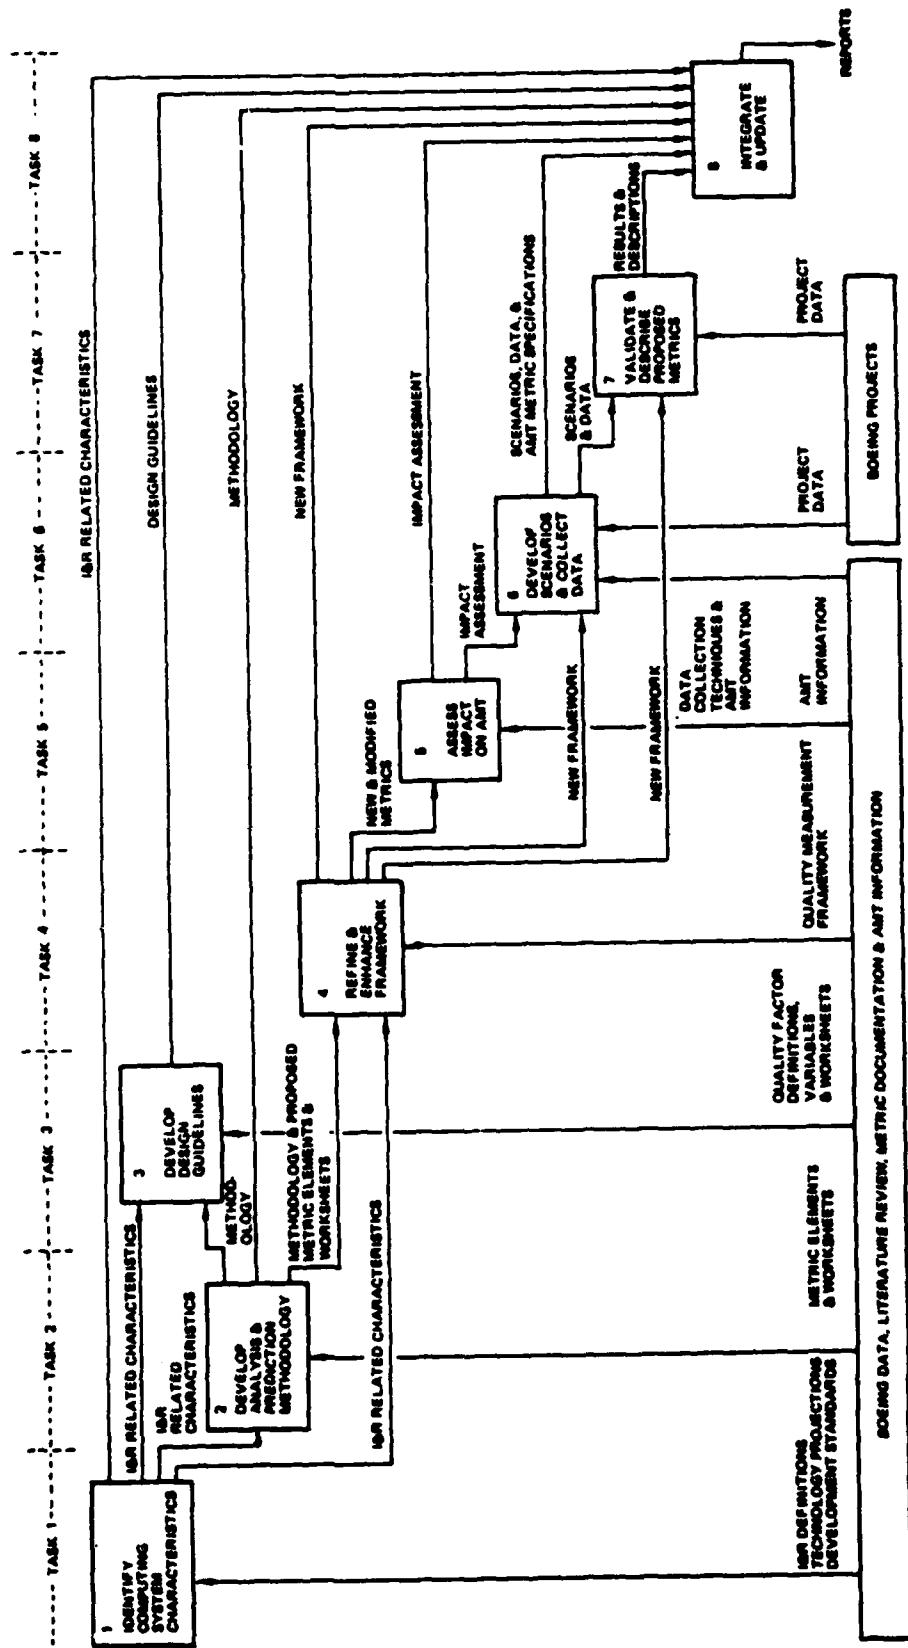 TASK 1
TASK 2
TASK 3
TASK 4
TASK 5
TASK 6
TASK 7
TASK 8
I&R RELATED CHARACTERISTICS
DESIGN GUIDELINES
METHODOLOGY
NEW FRAMEWORK
IMPACT ASSESSMENT
SCENARIOS, DATA, &
AMT METRIC SPECIFICATIONS
RESULTS &
DESCRIPTIONS
1
IDENTIFY
COMPUTING
SYSTEM
CHARACTERISTICS
I&R RELATED CHARACTERISTICS
I&R
RELATED
CHARACTERISTICS
I&R RELATED CHARACTERISTICS
2
DEVELOP
ANALYSIS &
PREDICTION
METHODOLOGY
METHOD-
OLOGY
METHODOLOGY & PROPOSED
METRIC ELEMENTS &
WORKSHEETS
3
DEVELOP
DESIGN
GUIDELINES
4
REFINE &
ENHANCE
FRAMEWORK
NEW & MODIFIED
METRICS
NEW FRAMEWORK
NEW FRAMEWORK
5
ASSESS
IMPACT
ON AMT
IMPACT
ASSESSMENT
6
DEVELOP
SCENARIOS
& COLLECT
DATA
SCENARIOS
& DATA
7
VALIDATE &
DESCRIBE
PROPOSED
METRICS
8
INTEGRATE
& UPDATE
REPORTS
I&R DEFINITIONS
TECHNOLOGY PROJECTIONS
DEVELOPMENT STANDARDS
METRIC ELEMENTS
& WORKSHEETS
QUALITY FACTOR
DEFINITIONS,
VARIABLES
& WORKSHEETS
QUALITY MEASUREMENT
FRAMEWORK
DATA
COLLECTION
TECHNIQUES &
AMT
INFORMATION
AMT
INFORMATION
PROJECT
DATA
PROJECT
DATA
BOEING DATA, LITERATURE REVIEW, METRIC DOCUMENTATION & AMT INFORMATION
BOEING PROJECTS